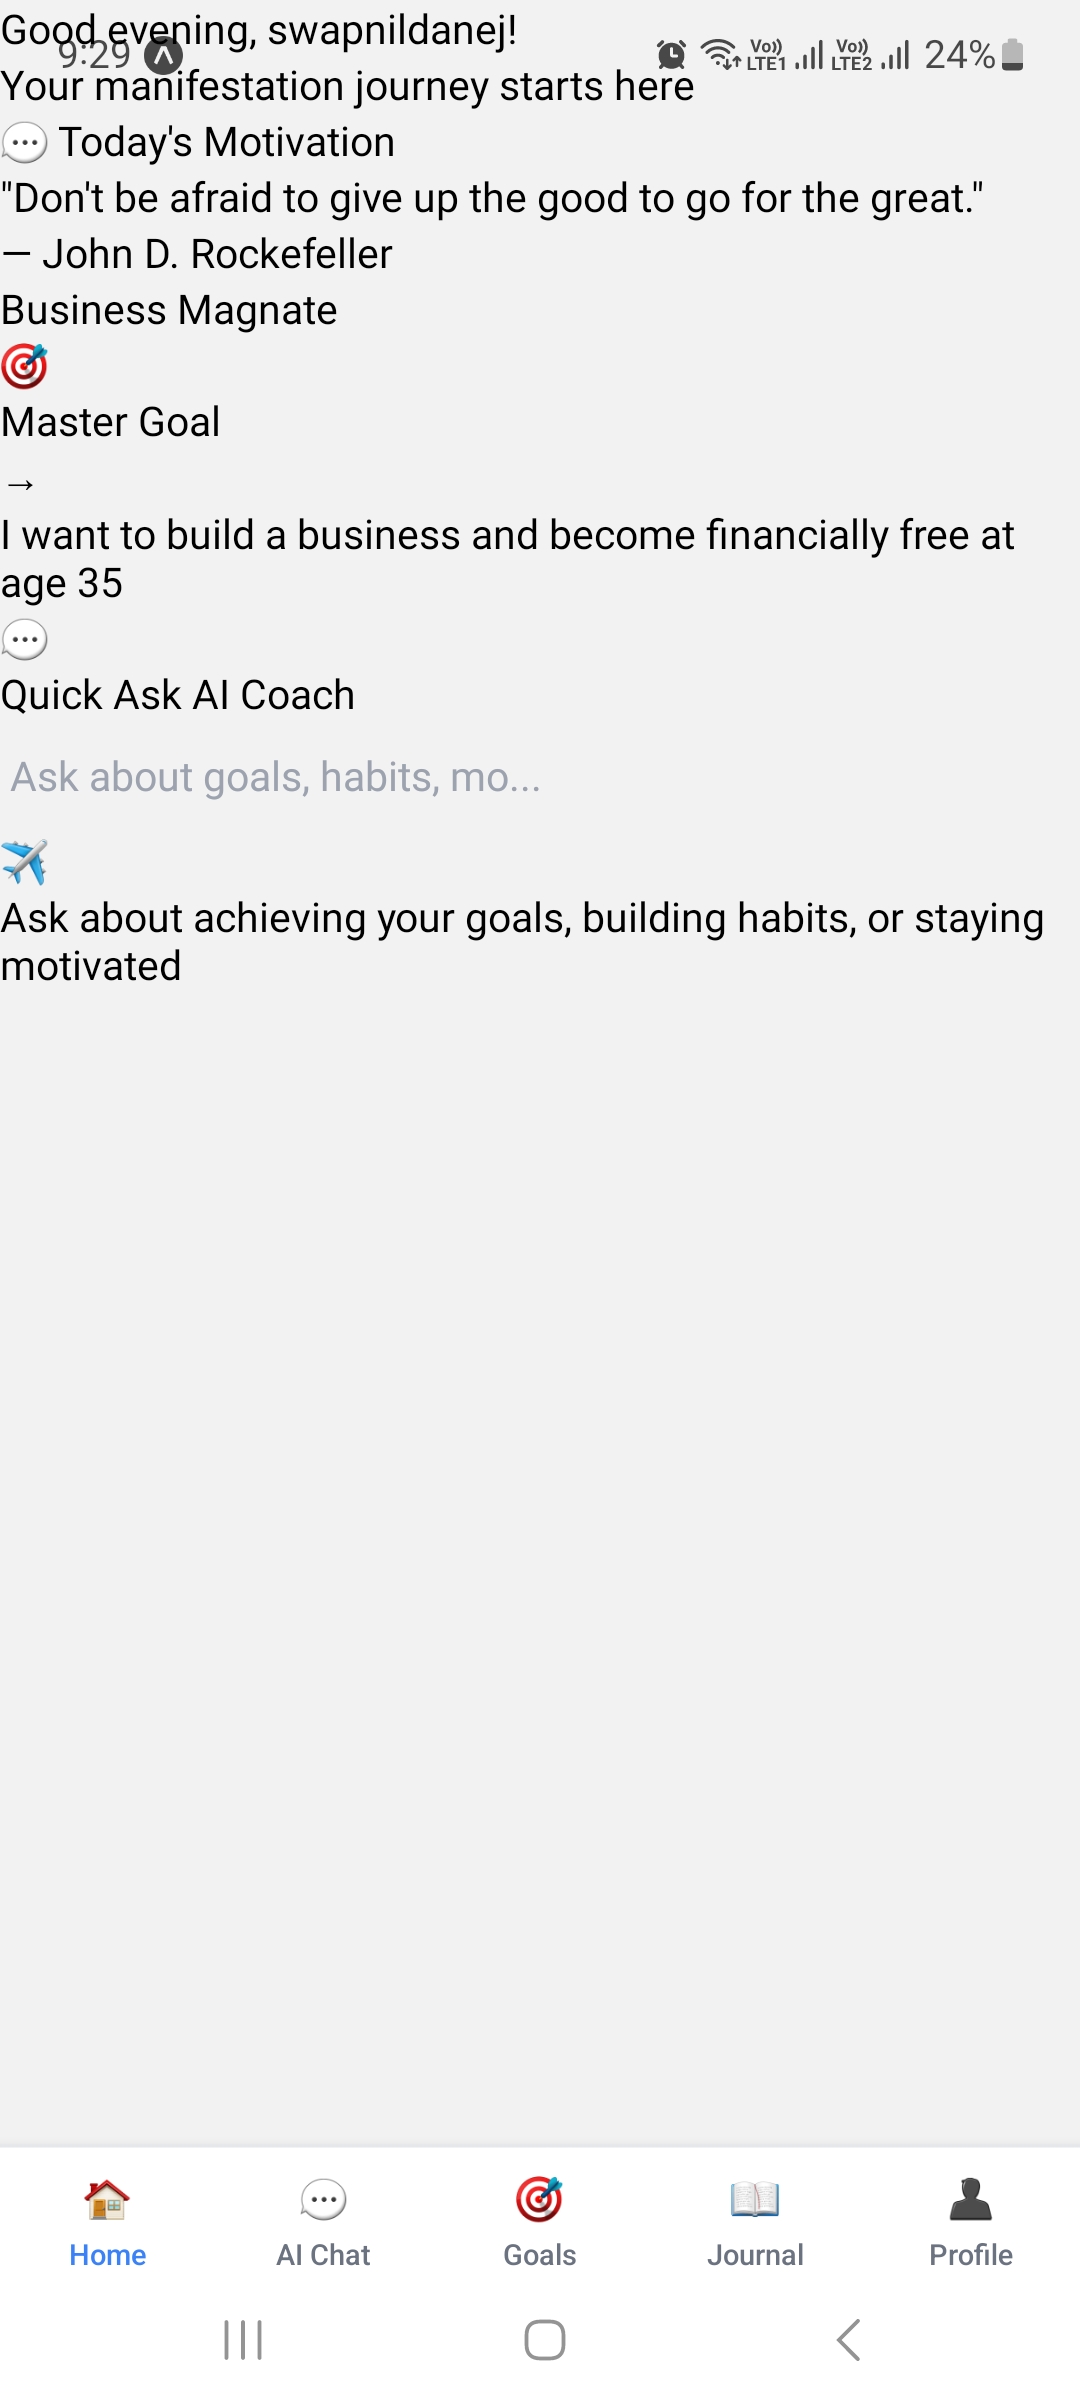 Good evening, swapnildanej!
9:29
Vo)) LTE1 Vo)) LTE2 24%
Your manifestation journey starts here
💬 Today's Motivation
"Don't be afraid to give up the good to go for the great."
— John D. Rockefeller
Business Magnate
🎯
Master Goal
→
I want to build a business and become financially free at
age 35
💬
Quick Ask AI Coach
Ask about goals, habits, mo...
✈️
Ask about achieving your goals, building habits, or staying
motivated
Home AI Chat Goals Journal Profile